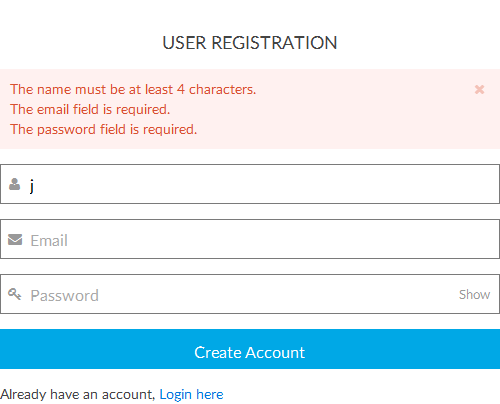 USER REGISTRATION
The name must be at least 4 characters.
The email field is required.
The password field is required.
j
Email
Password Show
Create Account
Already have an account, Login here